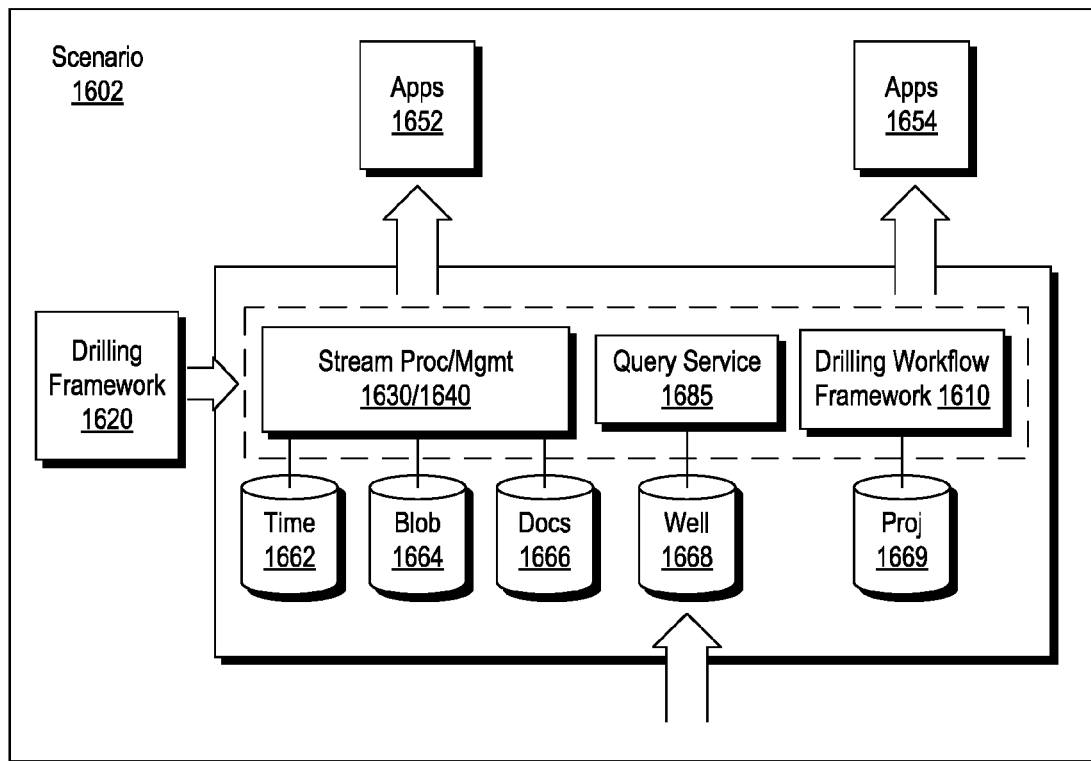 Scenario
1602
Apps
1652
Apps
1654
Drilling
Framework
1620
Stream Proc/Mgmt
1630/1640
Query Service
1685
Drilling Workflow
Framework 1610
Time
1662
Blob
1664
Docs
1666
Well
1668
Proj
1669